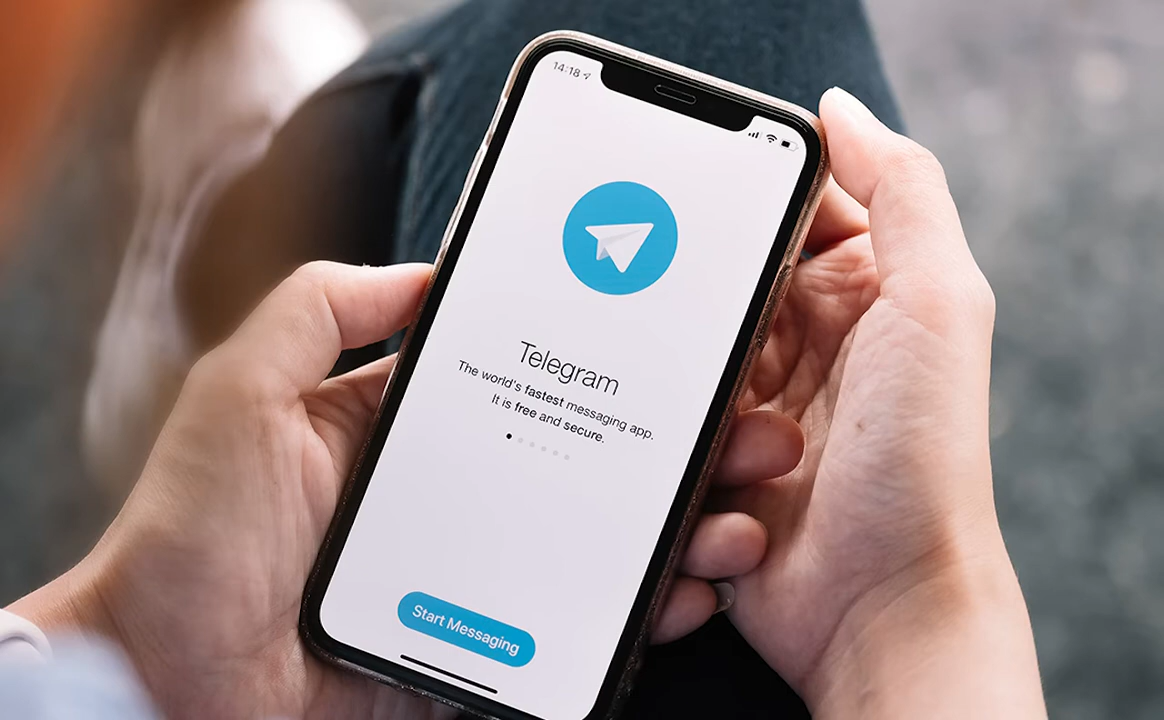 14:18
Telegram
The world's fastest messaging app.
It is free and secure.
Start Messaging